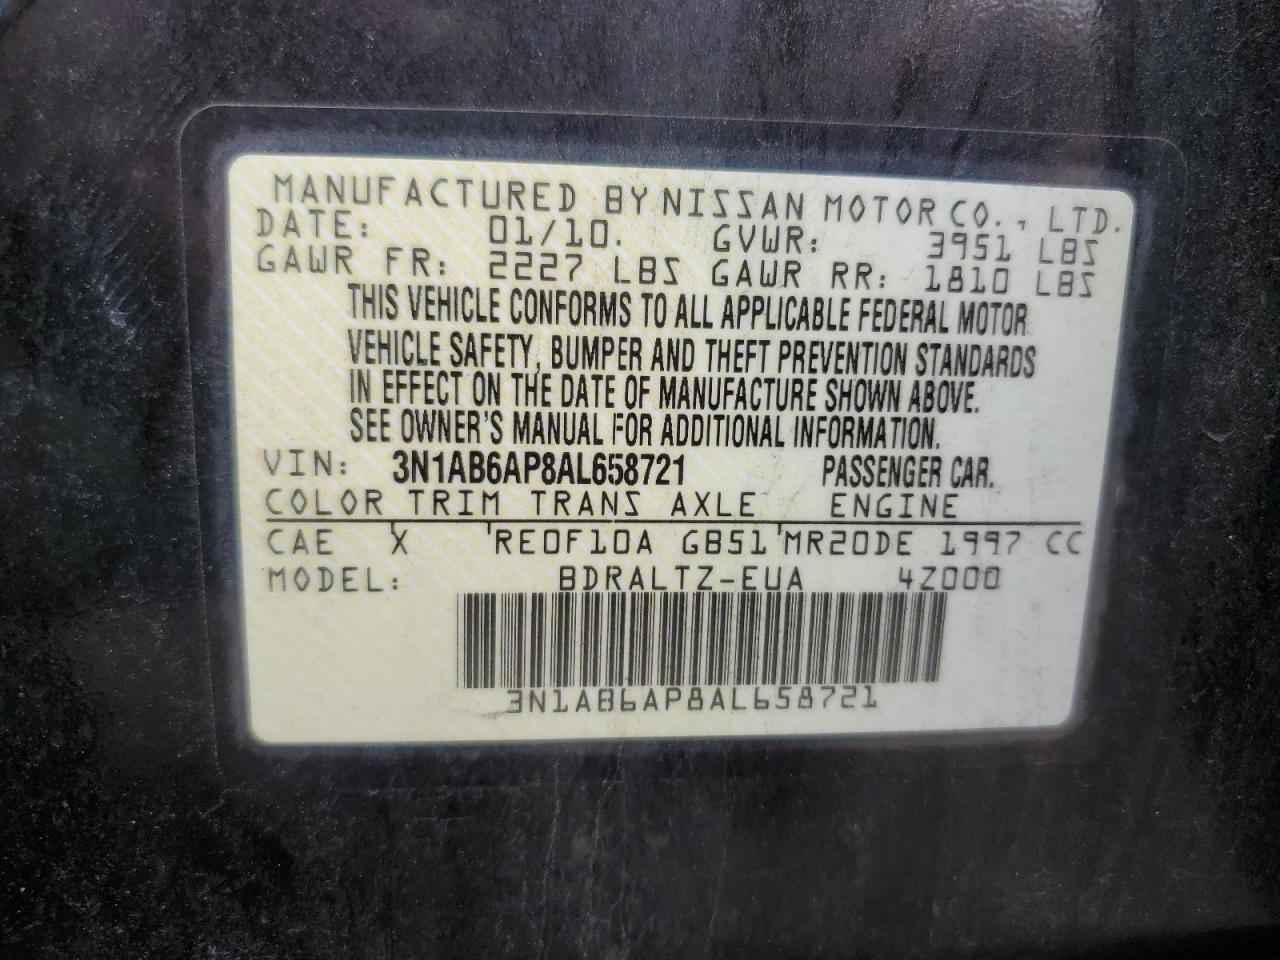 MANUFACTURED BY NISSAN MOTOR CO., LTD.
DATE: 01/10. GVWR: 3951 LBS
GAWR FR: 2227 LBS GAWR RR: 1810 LBS
THIS VEHICLE CONFORMS TO ALL APPLICABLE FEDERAL MOTOR
VEHICLE SAFETY, BUMPER AND THEFT PREVENTION STANDARDS
IN EFFECT ON THE DATE OF MANUFACTURE SHOWN ABOVE.
SEE OWNER'S MANUAL FOR ADDITIONAL INFORMATION.
VIN: 3N1AB6AP8AL658721 PASSENGER CAR.
COLOR TRIM TRANS AXLE ENGINE
CAE X RE0F10A GB51 MR20DE 1997 CC
MODEL: BDRALTZ-EUA 4Z000
3N1AB6AP8AL658721